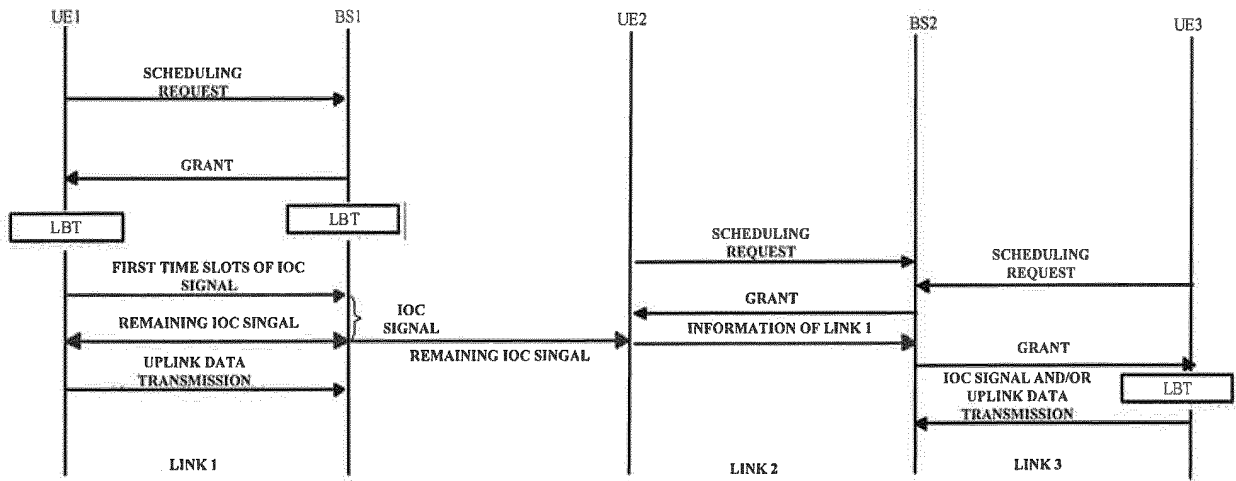 UE1
BS1
UE2
BS2
UE3
SCHEDULING
REQUEST
GRANT
LBT
LBT
SCHEDULING
REQUEST
SCHEDULING
REQUEST
FIRST TIME SLOTS OF IOC
SIGNAL
GRANT
IOC
SIGNAL
REMAINING IOC SINGAL
INFORMATION OF LINK 1
REMAINING IOC SINGAL
GRANT
UPLINK DATA
TRANSMISSION
IOC SIGNAL AND/OR
UPLINK DATA
TRANSMISSION
LBT
LINK 1
LINK 2
LINK 3